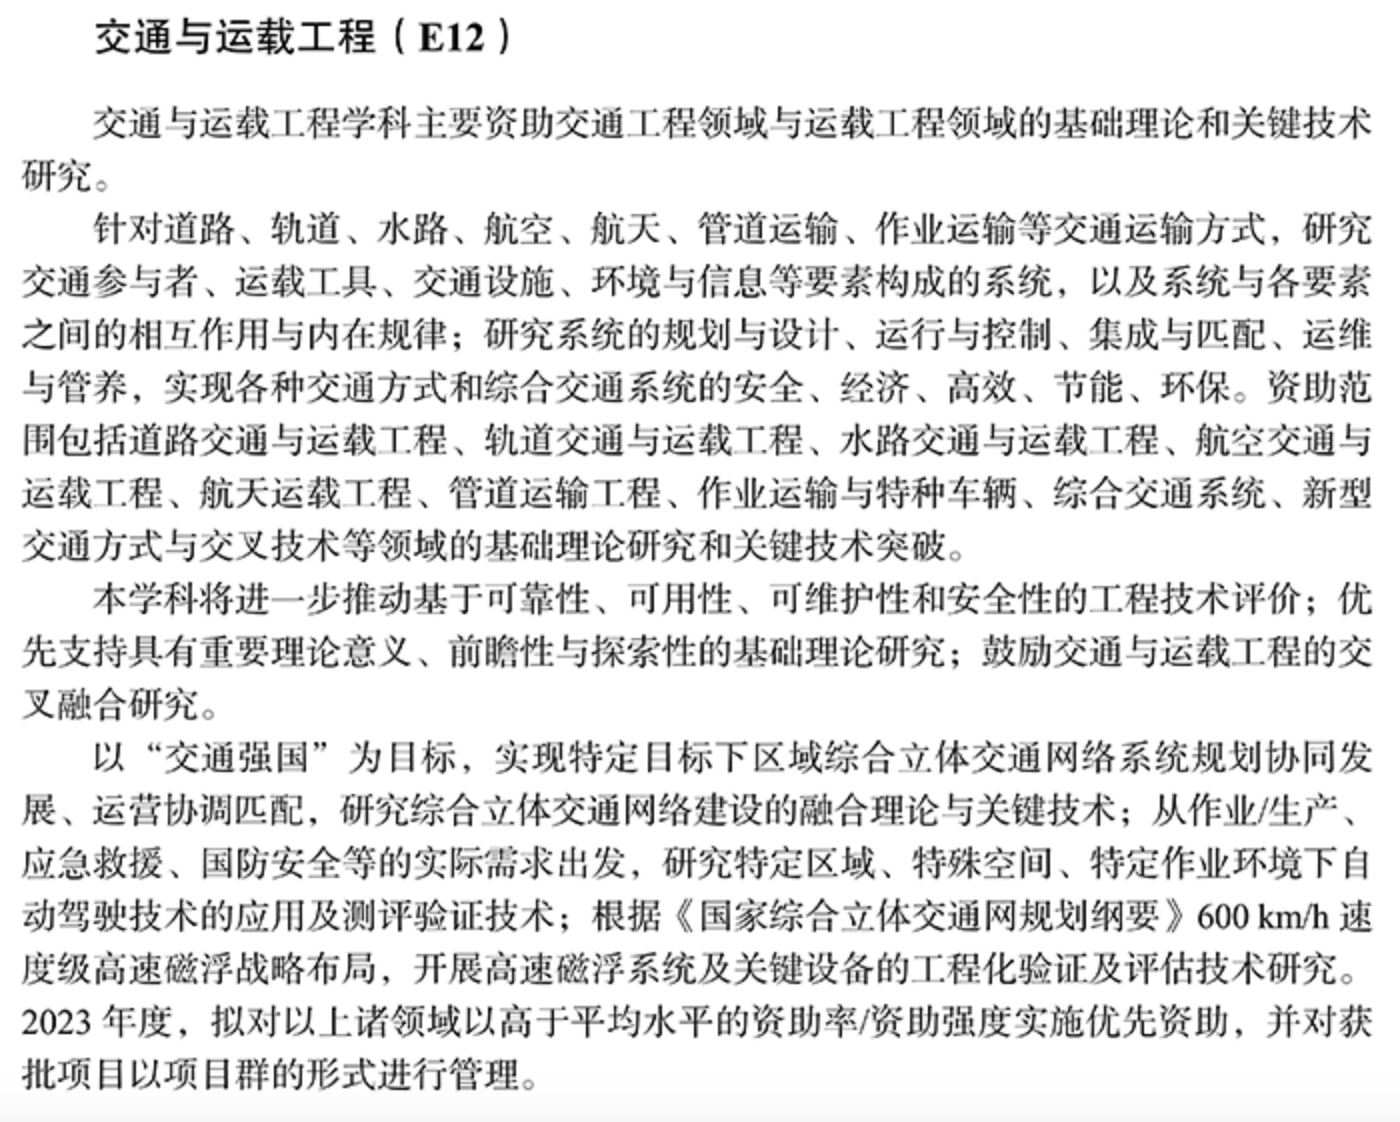 交通与运载工程（E12）
交通与运载工程学科主要资助交通工程领域与运载工程领域的基础理论和关键技术
研究。
针对道路、轨道、水路、航空、航天、管道运输、作业运输等交通运输方式，研究
交通参与者、运载工具、交通设施、环境与信息等要素构成的系统，以及系统与各要素
之间的相互作用与内在规律；研究系统的规划与设计、运行与控制、集成与匹配、运维
与管养，实现各种交通方式和综合交通系统的安全、经济、高效、节能、环保。资助范
围包括道路交通与运载工程、轨道交通与运载工程、水路交通与运载工程、航空交通与
运载工程、航天运载工程、管道运输工程、作业运输与特种车辆、综合交通系统、新型
交通方式与交叉技术等领域的基础理论研究和关键技术突破。
本学科将进一步推动基于可靠性、可用性、可维护性和安全性的工程技术评价；优
先支持具有重要理论意义、前瞻性与探索性的基础理论研究；鼓励交通与运载工程的交
叉融合研究。
以“交通强国”为目标，实现特定目标下区域综合立体交通网络系统规划协同发
展、运营协调匹配，研究综合立体交通网络建设的融合理论与关键技术；从作业/生产、
应急救援、国防安全等的实际需求出发，研究特定区域、特殊空间、特定作业环境下自
动驾驶技术的应用及测评验证技术；根据《国家综合立体交通网规划纲要》600 km/h 速
度级高速磁浮战略布局，开展高速磁浮系统及关键设备的工程化验证及评估技术研究。
2023 年度，拟对以上诸领域以高于平均水平的资助率/资助强度实施优先资助，并对获
批项目以项目群的形式进行管理。